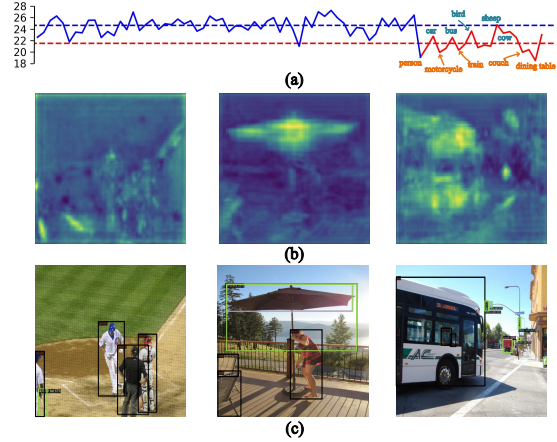 28
26
24
22
20
18
bird
sheep
car
bus
cow
person
train
couch
motorcycle
dining table
(a)
(b)
(c)